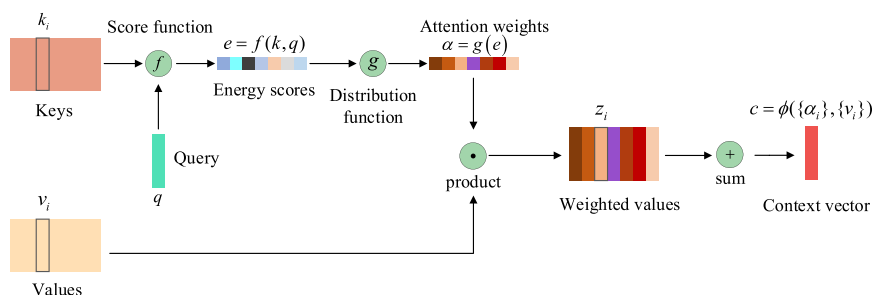 k_i
Score function
f
e = f(k, q)
g
Attention weights
α = g(e)
Keys
Energy scores
Distribution
function
Query
q
z_i
c = ϕ({α_i},{v_i})
•
product
+
sum
v_i
Weighted values
Context vector
Values